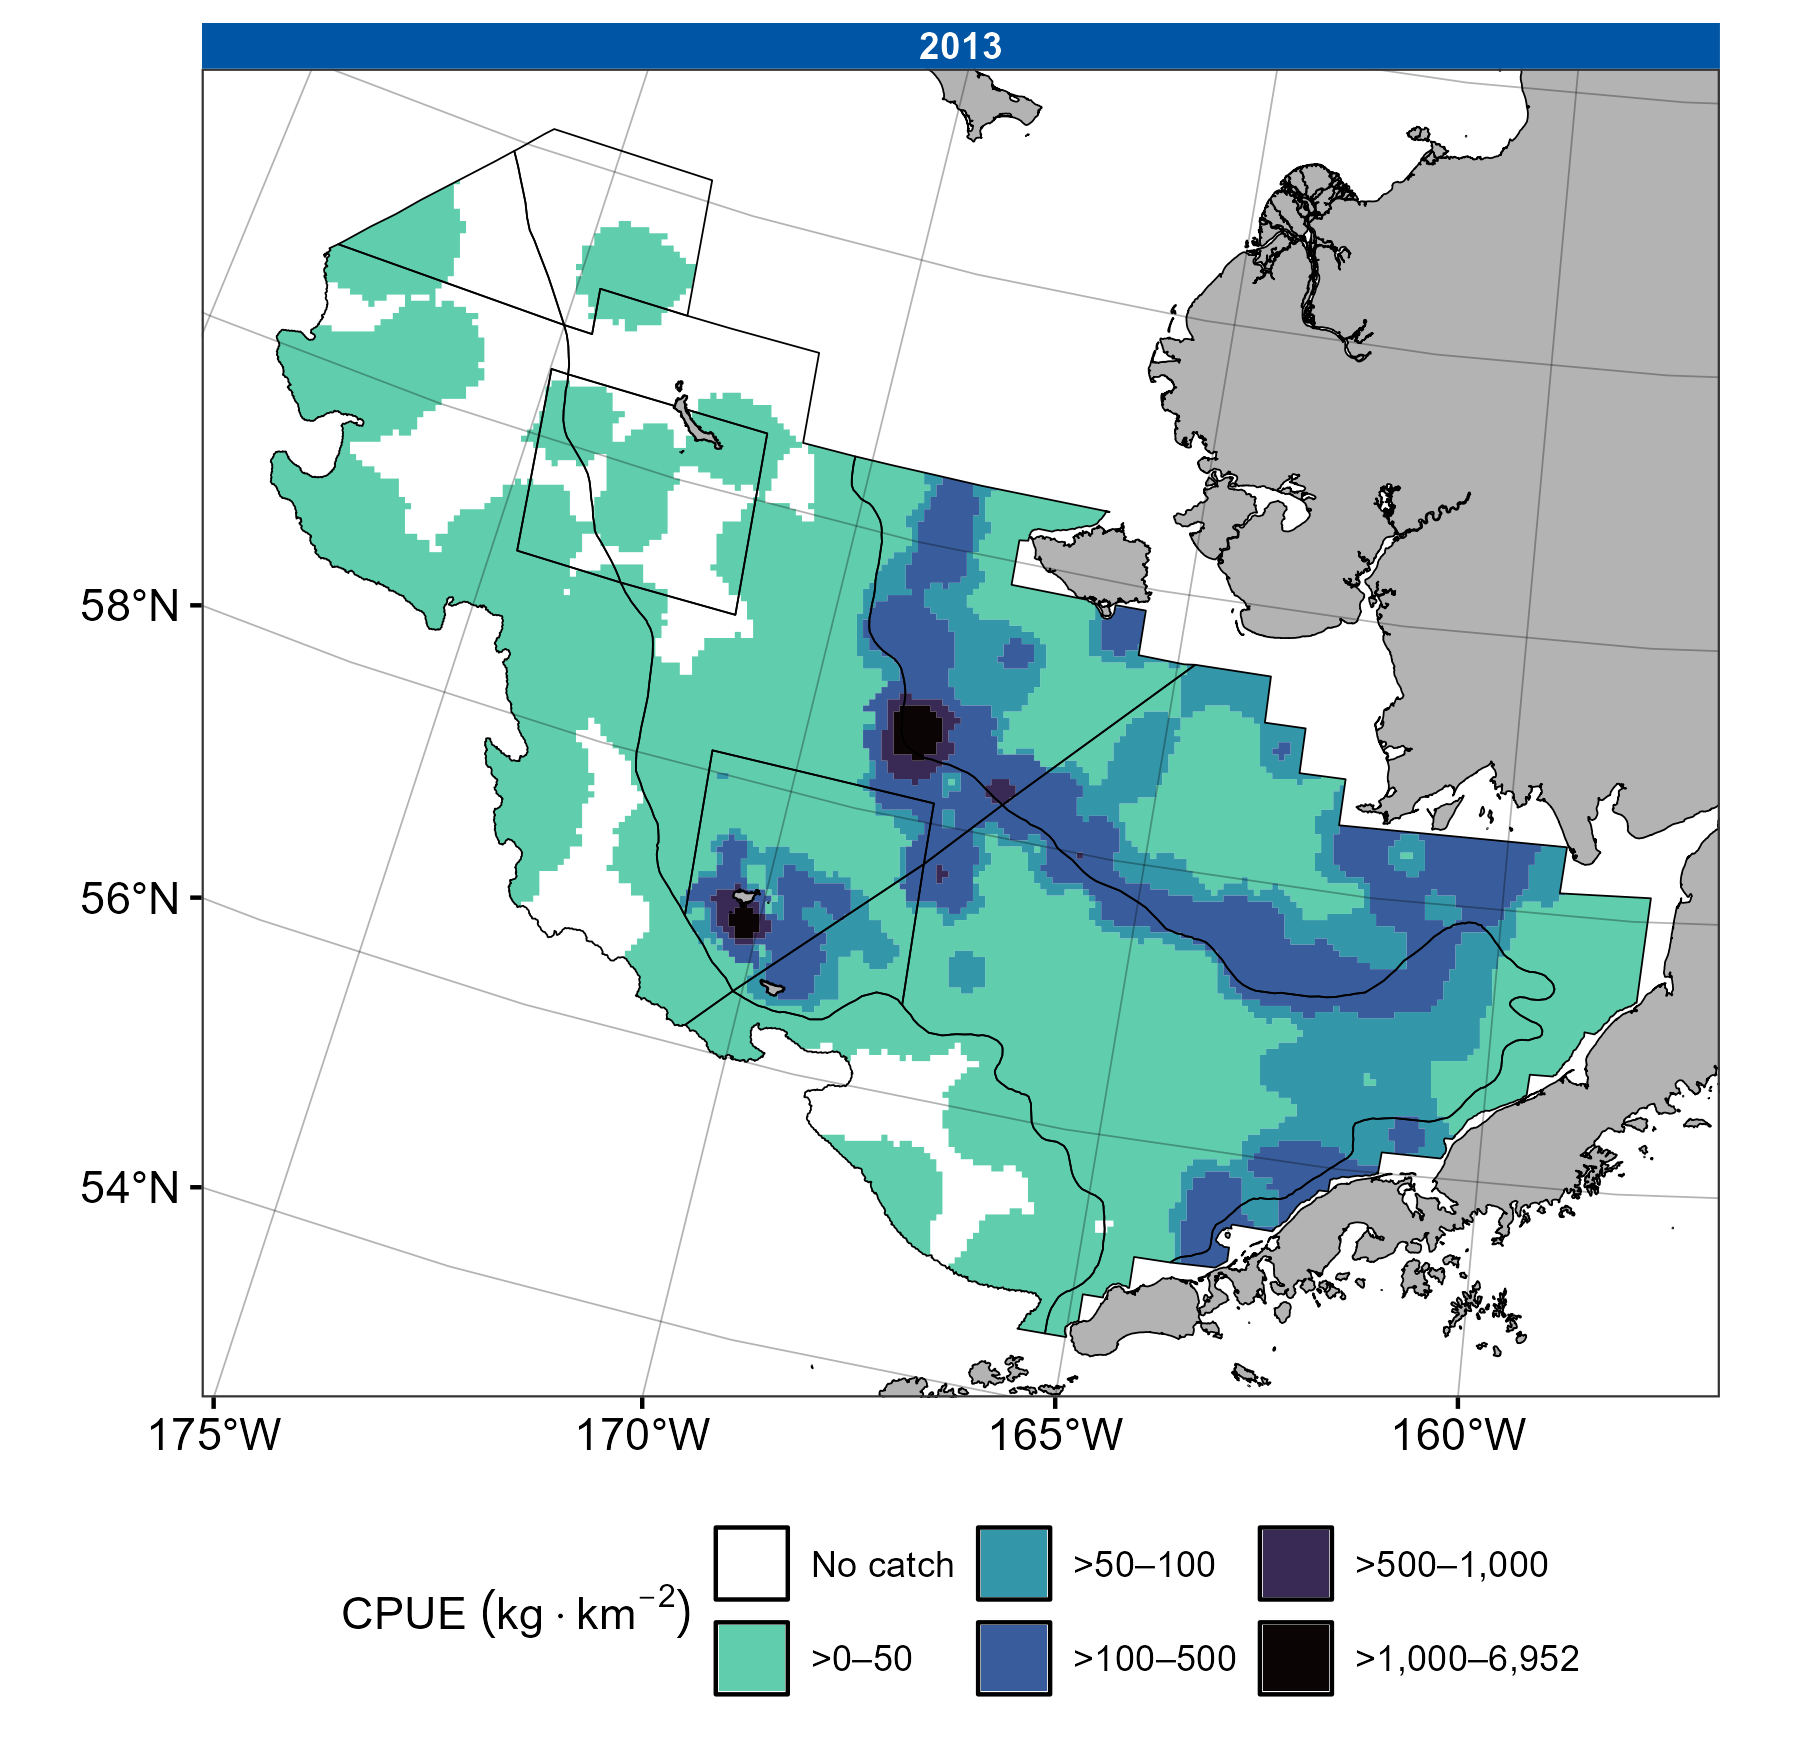 2013
58°N
56°N
54°N
175°W 170°W 165°W 160°W
CPUE (kg · km⁻²)
No catch >50–100 >500–1,000
>0–50 >100–500 >1,000–6,952